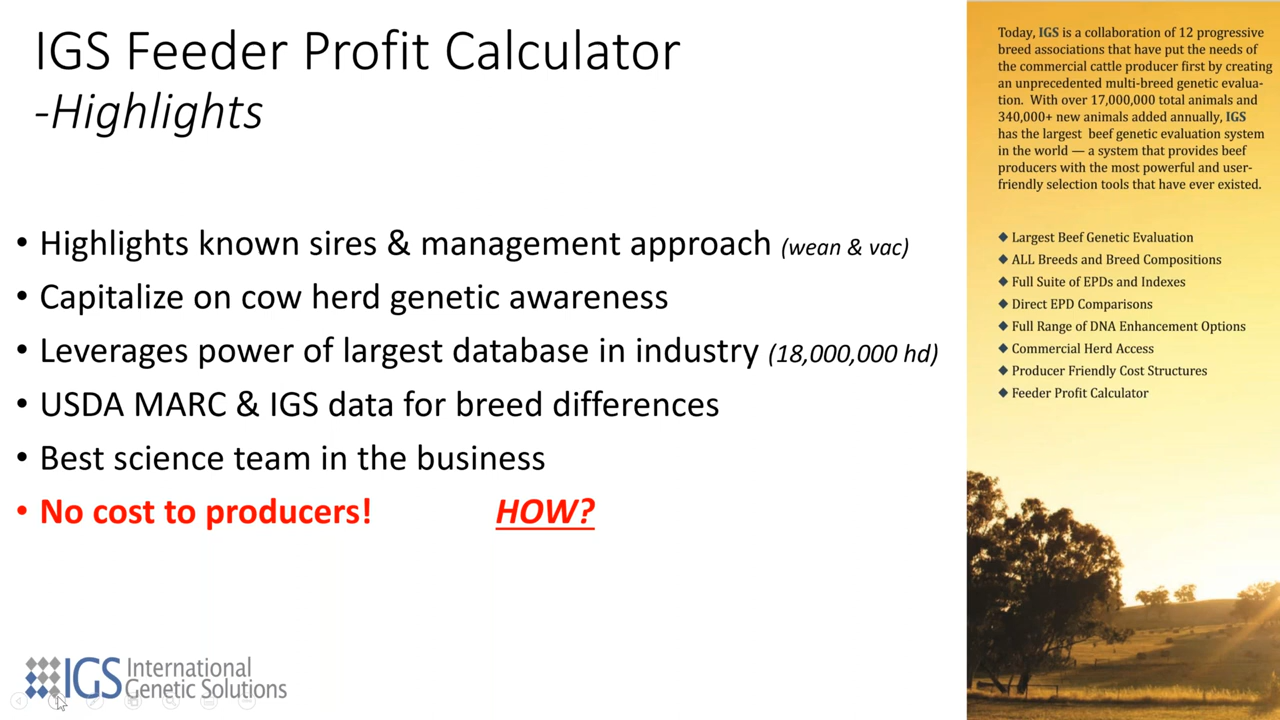 IGS Feeder Profit Calculator
-Highlights
• Highlights known sires & management approach (wean & vac)
• Capitalize on cow herd genetic awareness
• Leverages power of largest database in industry (18,000,000 hd)
• USDA MARC & IGS data for breed differences
• Best science team in the business
• No cost to producers! HOW?
IGS International
Genetic Solutions
Today, IGS is a collaboration of 12 progressive
breed associations that have put the needs of
the commercial cattle producer first by creating
an unprecedented multi-breed genetic evalua-
tion. With over 17,000,000 total animals and
340,000+ new animals added annually, IGS
has the largest beef genetic evaluation system
in the world — a system that provides beef
producers with the most powerful and user-
friendly selection tools that have ever existed.
◆ Largest Beef Genetic Evaluation
◆ ALL Breeds and Breed Compositions
◆ Full Suite of EPDs and Indexes
◆ Direct EPD Comparisons
◆ Full Range of DNA Enhancement Options
◆ Commercial Herd Access
◆ Producer Friendly Cost Structures
◆ Feeder Profit Calculator